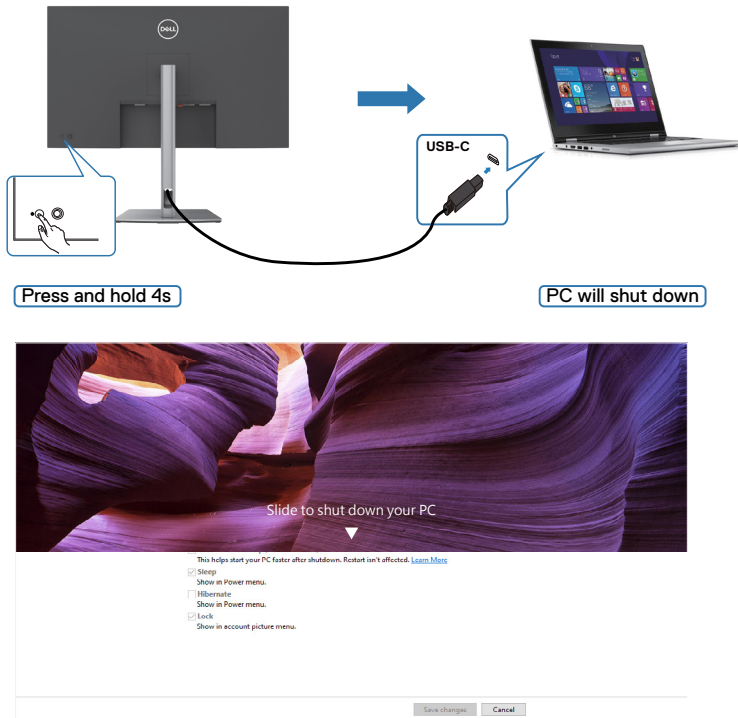 DELL
USB-C
Press and hold 4s
PC will shut down
Slide to shut down your PC
This helps start your PC faster after shutdown. Restart isn't affected. Learn More
Sleep
Show in Power menu.
Hibernate
Show in Power menu.
Lock
Show in account picture menu.
Save changes Cancel